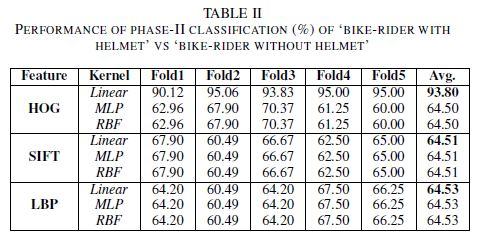 TABLE II
PERFORMANCE OF PHASE-II CLASSIFICATION (%) OF ‘BIKE-RIDER WITH
HELMET’ VS ‘BIKE-RIDER WITHOUT HELMET’
Feature Kernel Fold1 Fold2 Fold3 Fold4 Fold5 Avg.
Linear 90.12 95.06 93.83 95.00 95.00 93.80
HOG MLP 62.96 67.90 70.37 61.25 60.00 64.50
RBF 62.96 67.90 70.37 61.25 60.00 64.50
Linear 67.90 60.49 66.67 62.50 65.00 64.51
SIFT MLP 67.90 60.49 66.67 62.50 65.00 64.51
RBF 67.90 60.49 66.67 62.50 65.00 64.51
Linear 64.20 60.49 64.20 67.50 66.25 64.53
LBP MLP 64.20 60.49 64.20 67.50 66.25 64.53
RBF 64.20 60.49 64.20 67.50 66.25 64.53